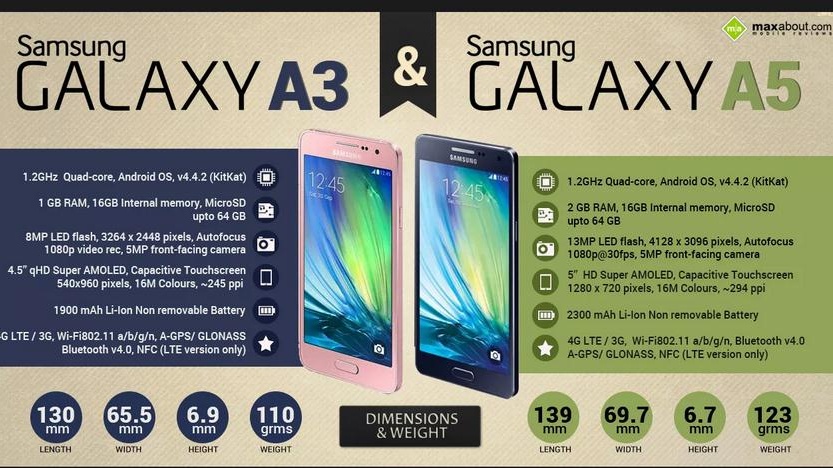 maxabout.com
mobile reviews
Samsung
GALAXY A3
&
Samsung
GALAXY A5
1.2GHz Quad-core, Android OS, v4.4.2 (KitKat)
1 GB RAM, 16GB Internal memory, MicroSD
upto 64 GB
8MP LED flash, 3264 x 2448 pixels, Autofocus
1080p video rec, 5MP front-facing camera
4.5" qHD Super AMOLED, Capacitive Touchscreen
540x960 pixels, 16M Colours, ~245 ppi
1900 mAh Li-Ion Non removable Battery
4G LTE / 3G, Wi-Fi802.11 a/b/g/n, A-GPS/ GLONASS
Bluetooth v4.0, NFC (LTE version only)
SAMSUNG
12:45
SAMSUNG
12:45
1.2GHz Quad-core, Android OS, v4.4.2 (KitKat)
2 GB RAM, 16GB Internal memory, MicroSD
upto 64 GB
13MP LED flash, 4128 x 3096 pixels, Autofocus
1080p@30fps, 5MP front-facing camera
5" HD Super AMOLED, Capacitive Touchscreen
1280 x 720 pixels, 16M Colours, ~294 ppi
2300 mAh Li-Ion Non removable Battery
4G LTE / 3G, Wi-Fi802.11 a/b/g/n, Bluetooth v4.0
A-GPS/ GLONASS, NFC (LTE version only)
130 mm
LENGTH
65.5 mm
WIDTH
6.9 mm
HEIGHT
110 grms
WEIGHT
DIMENSIONS
& WEIGHT
139 mm
LENGTH
69.7 mm
WIDTH
6.7 mm
HEIGHT
123 grms
WEIGHT